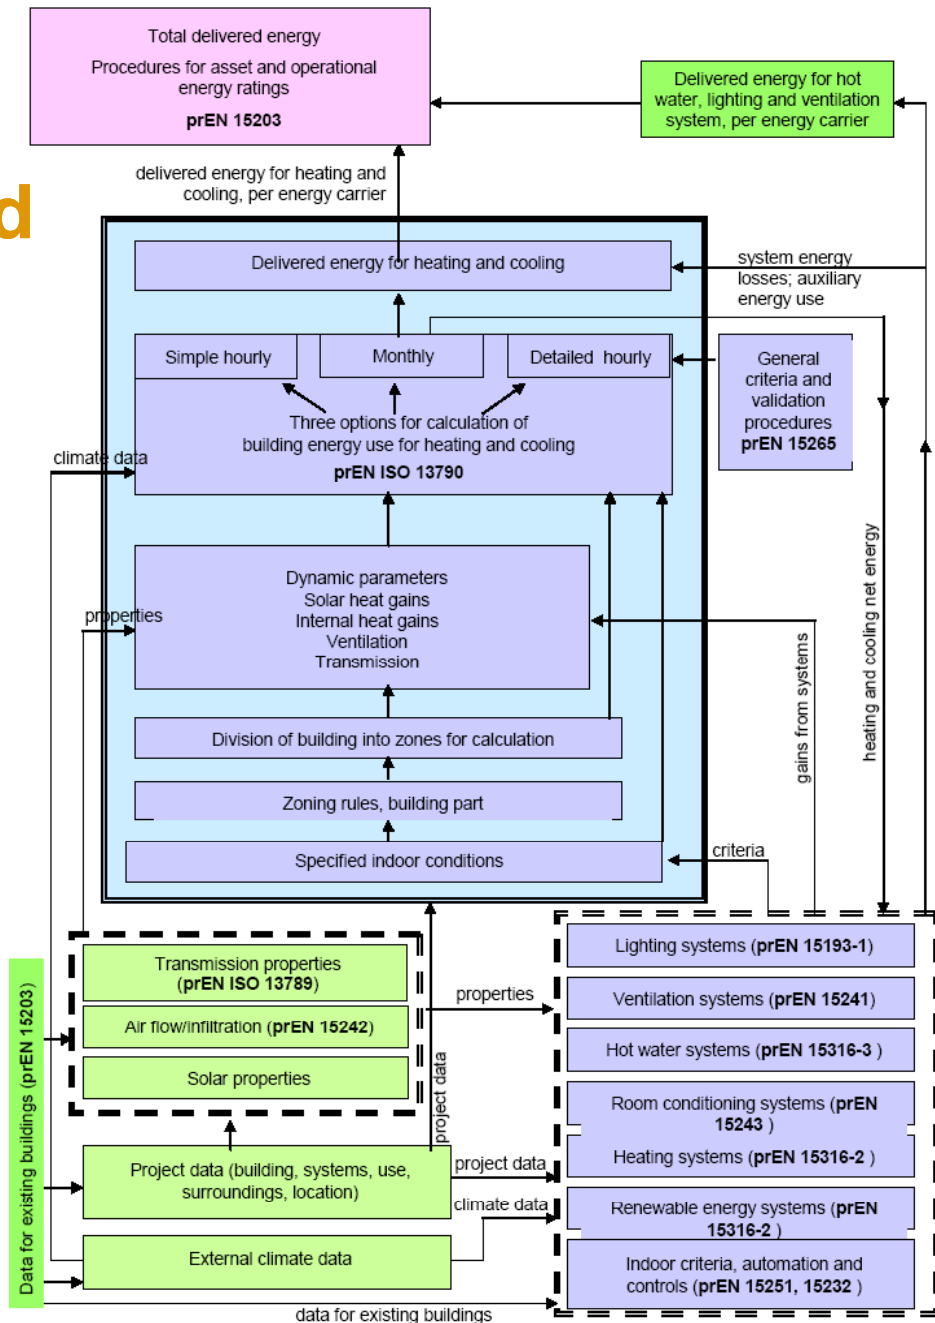 Total delivered energy
Procedures for asset and operational
energy ratings
prEN 15203
Delivered energy for hot
water, lighting and ventilation
system, per energy carrier
delivered energy for heating and
cooling, per energy carrier
d
Delivered energy for heating and cooling
system energy
losses; auxiliary
energy use
Simple hourly
Monthly
Detailed hourly
General
criteria and
validation
procedures
prEN 15265
Three options for calculation of
building energy use for heating and cooling
prEN ISO 13790
climate data
Dynamic parameters
Solar heat gains
Internal heat gains
Ventilation
Transmission
properties
gains from systems
heating and cooling net energy
Division of building into zones for calculation
Zoning rules, building part
Specified indoor conditions
criteria
Data for existing buildings (prEN 15203)
Transmission properties
(prEN ISO 13789)
Air flow/infiltration (prEN 15242)
Solar properties
properties
project data
Project data (building, systems, use,
surroundings, location)
project data
climate data
External climate data
data for existing buildings
Lighting systems (prEN 15193-1)
Ventilation systems (prEN 15241)
Hot water systems (prEN 15316-3 )
Room conditioning systems (prEN
15243 )
Heating systems (prEN 15316-2 )
Renewable energy systems (prEN
15316-2 )
Indoor criteria, automation and
controls (prEN 15251, 15232 )